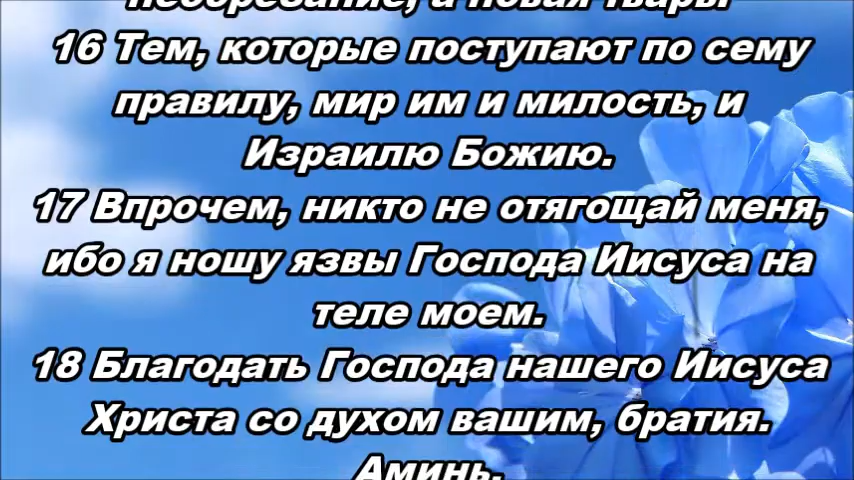 необрезание, а новая тварь.
16 Тем, которые поступают по сему
правилу, мир им и милость, и
Израилю Божию.
17 Впрочем, никто не отягощай меня,
ибо я ношу язвы Господа Иисуса на
теле моем.
18 Благодать Господа нашего Иисуса
Христа со духом вашим, братия.
Аминь.